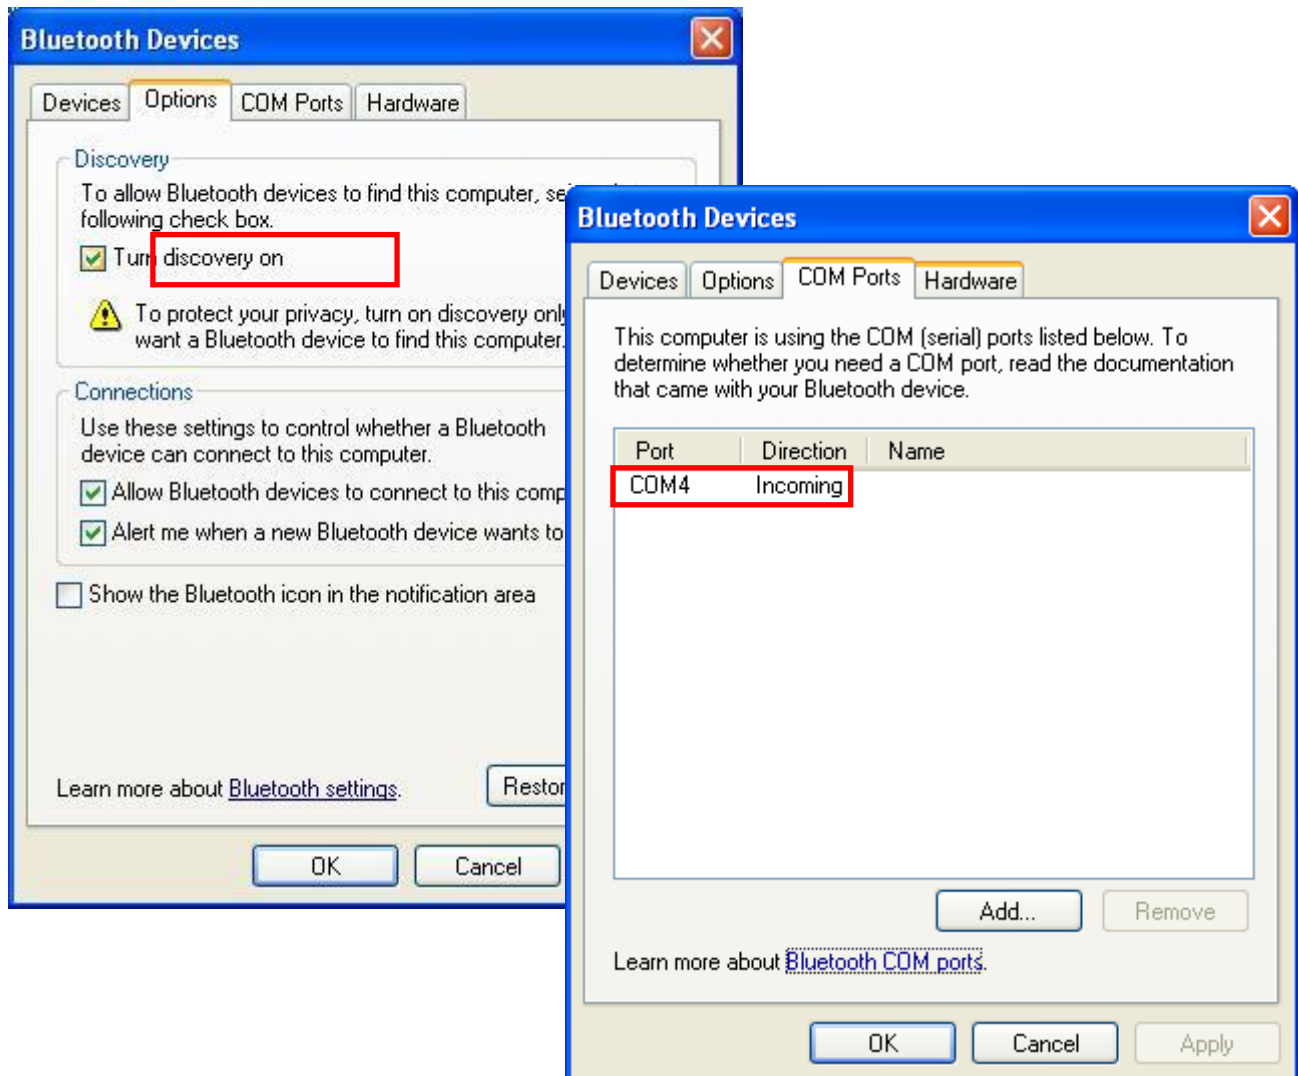 Bluetooth Devices
Devices Options COM Ports Hardware
Discovery
To allow Bluetooth devices to find this computer,
following check box.
Turn discovery on
To protect your privacy, turn on discovery only
want a Bluetooth device to find this computer.
Connections
Use these settings to control whether a Bluetooth
device can connect to this computer.
Allow Bluetooth devices to connect to this comp
Alert me when a new Bluetooth device wants to
Show the Bluetooth icon in the notification area
Learn more about Bluetooth settings.
Restor
OK Cancel
Bluetooth Devices
Devices Options COM Ports Hardware
This computer is using the COM (serial) ports listed below. To
determine whether you need a COM port, read the documentation
that came with your Bluetooth device.
Port Direction Name
COM4 Incoming
Add... Remove
Learn more about Bluetooth COM ports.
OK Cancel Apply